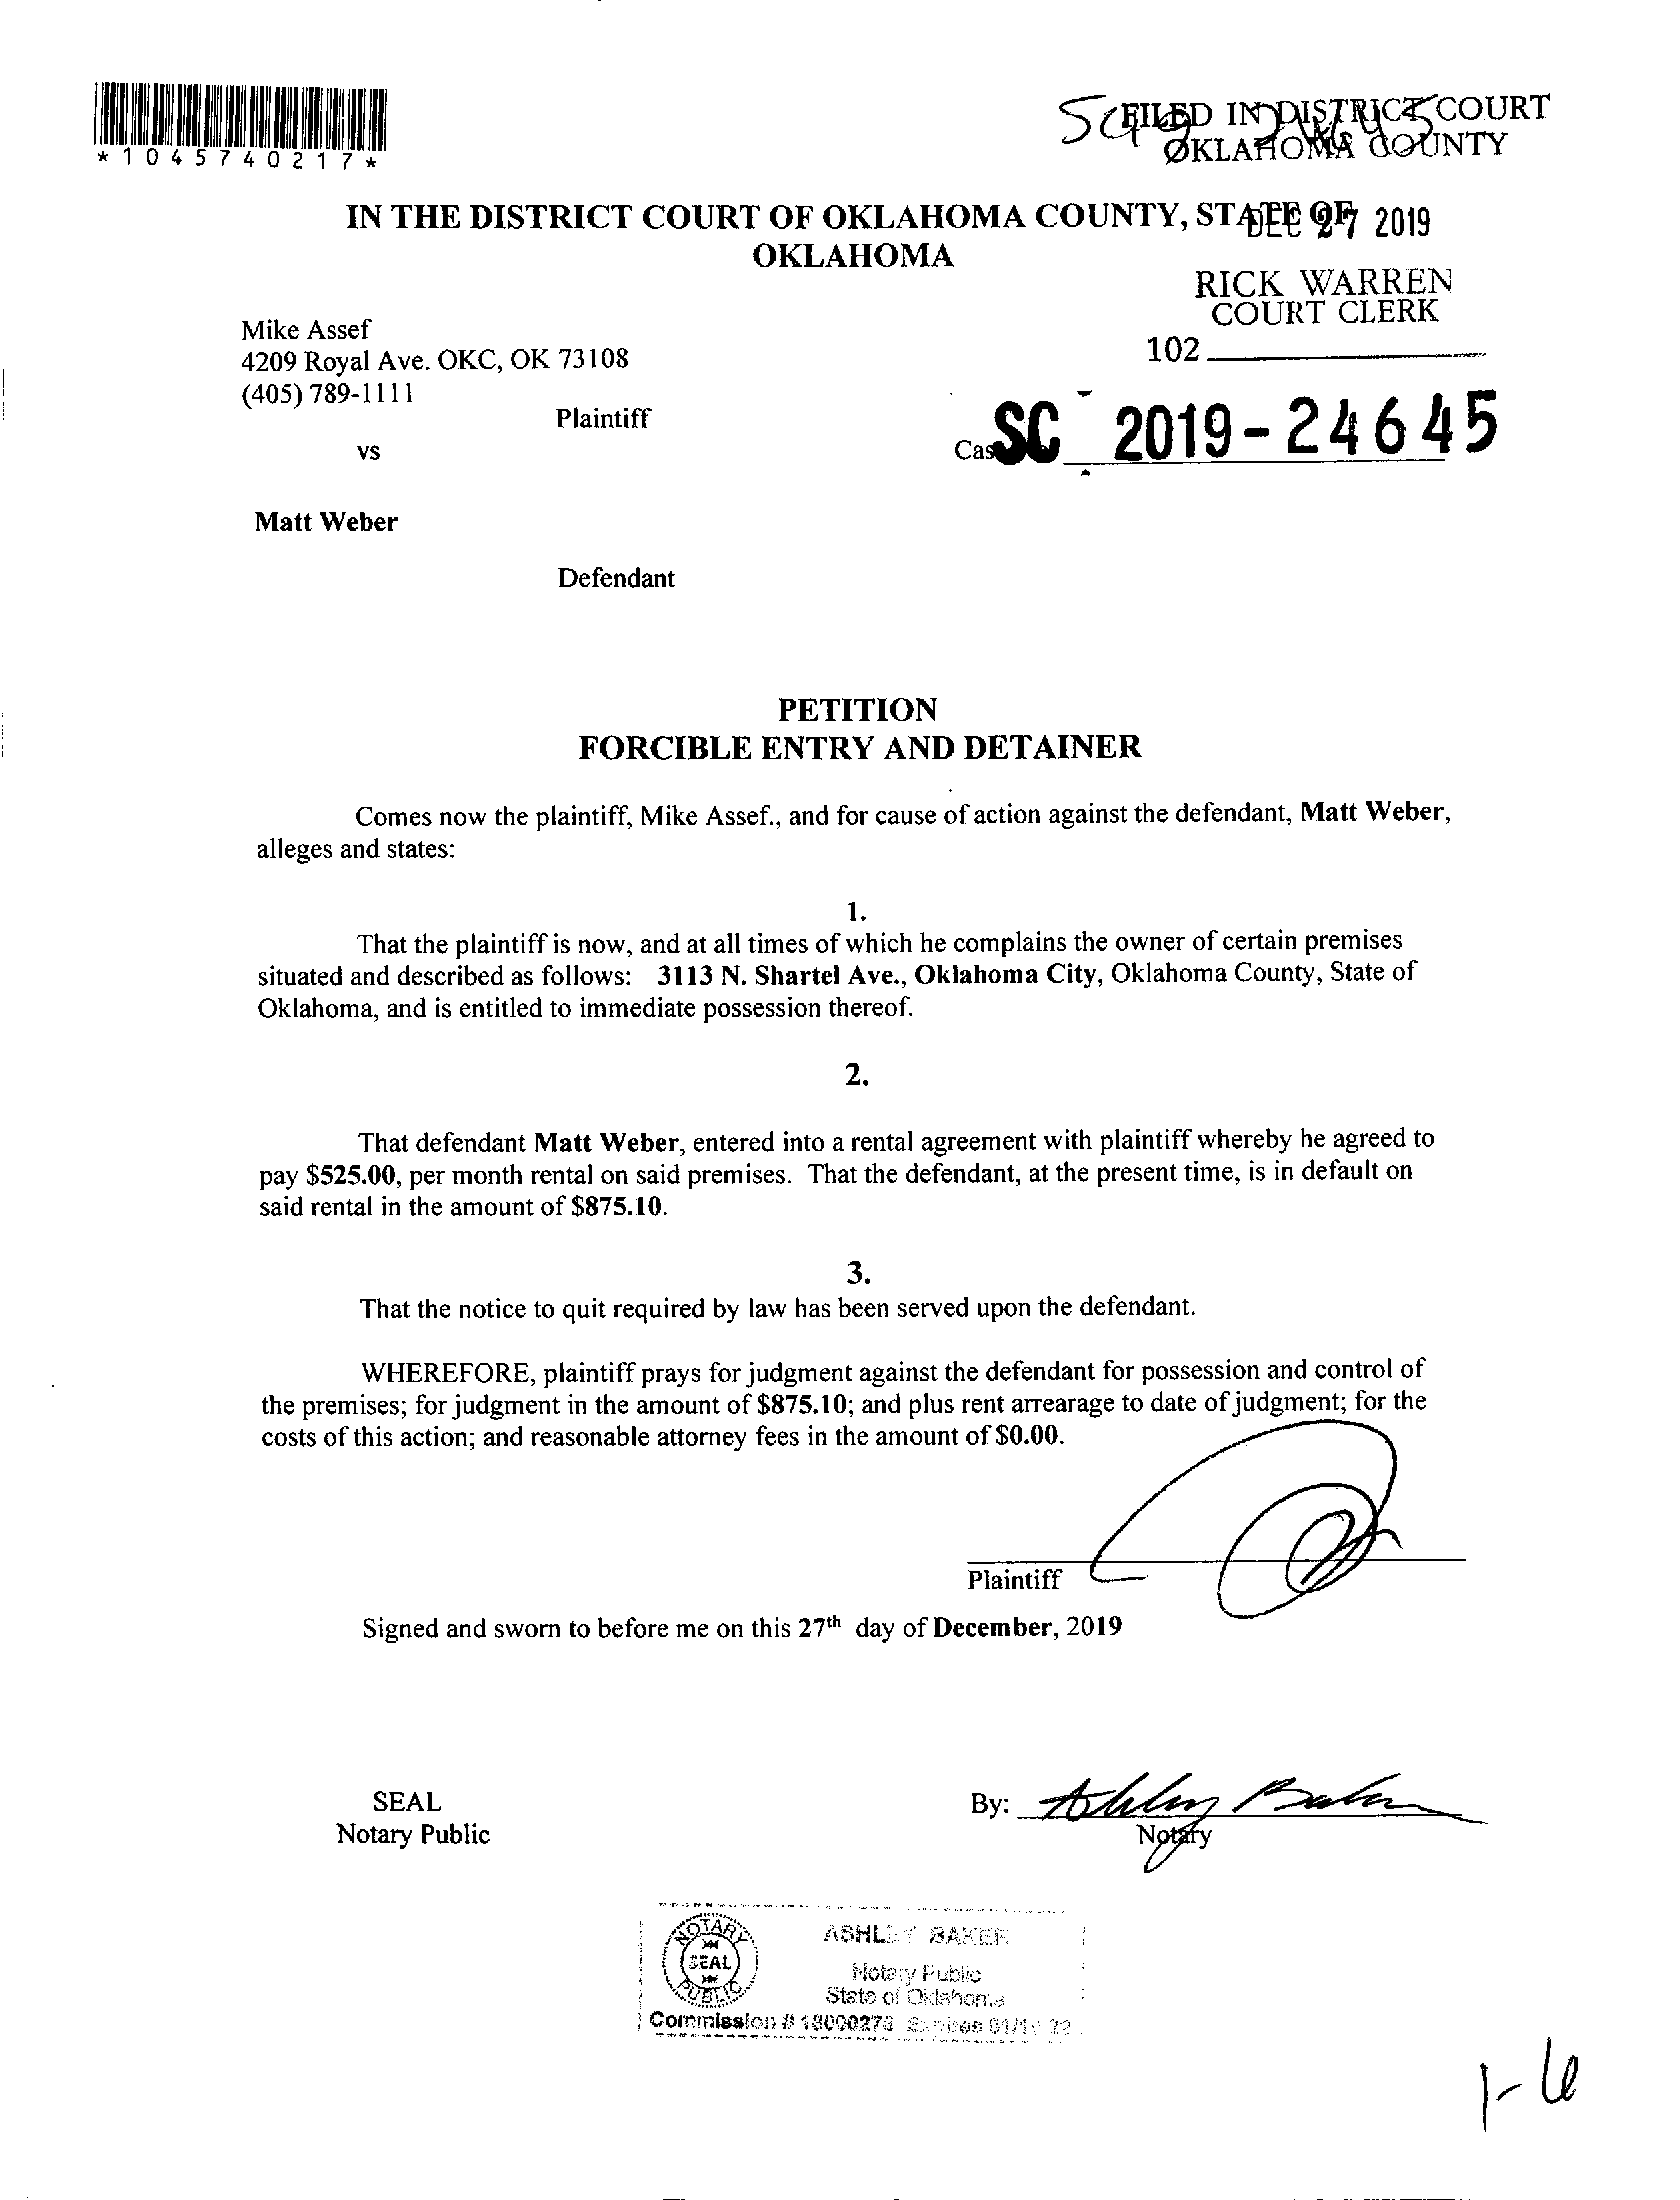 *1045740217*
FILED IN DISTRICT COURT
OKLAHOMA COUNTY
IN THE DISTRICT COURT OF OKLAHOMA COUNTY, STATE OF
OKLAHOMA
DEC 27 2019
RICK WARREN
COURT CLERK
102
Mike Assef
4209 Royal Ave. OKC, OK 73108
(405) 789-1111
Plaintiff
vs
SC 2019-24645
Matt Weber
Defendant
PETITION
FORCIBLE ENTRY AND DETAINER
Comes now the plaintiff, Mike Assef., and for cause of action against the defendant, Matt Weber,
alleges and states:
1.
That the plaintiff is now, and at all times of which he complains the owner of certain premises
situated and described as follows: 3113 N. Shartel Ave., Oklahoma City, Oklahoma County, State of
Oklahoma, and is entitled to immediate possession thereof.
2.
That defendant Matt Weber, entered into a rental agreement with plaintiff whereby he agreed to
pay $525.00, per month rental on said premises. That the defendant, at the present time, is in default on
said rental in the amount of $875.10.
3.
That the notice to quit required by law has been served upon the defendant.
WHEREFORE, plaintiff prays for judgment against the defendant for possession and control of
the premises; for judgment in the amount of $875.10; and plus rent arrearage to date of judgment; for the
costs of this action; and reasonable attorney fees in the amount of $0.00.
Plaintiff
Signed and sworn to before me on this 27th day of December, 2019
SEAL
Notary Public
By: Ashley Baker
Notary
NOTARY
SEAL
PUBLIC
ASHLEY BAKER
Notary Public
State of Oklahoma
Commission #
1-6